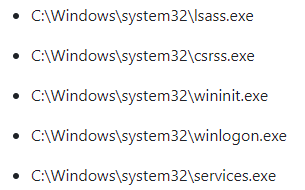 C:\Windows\system32\lsass.exe
C:\Windows\system32\csrss.exe
C:\Windows\system32\wininit.exe
C:\Windows\system32\winlogon.exe
C:\Windows\system32\services.exe